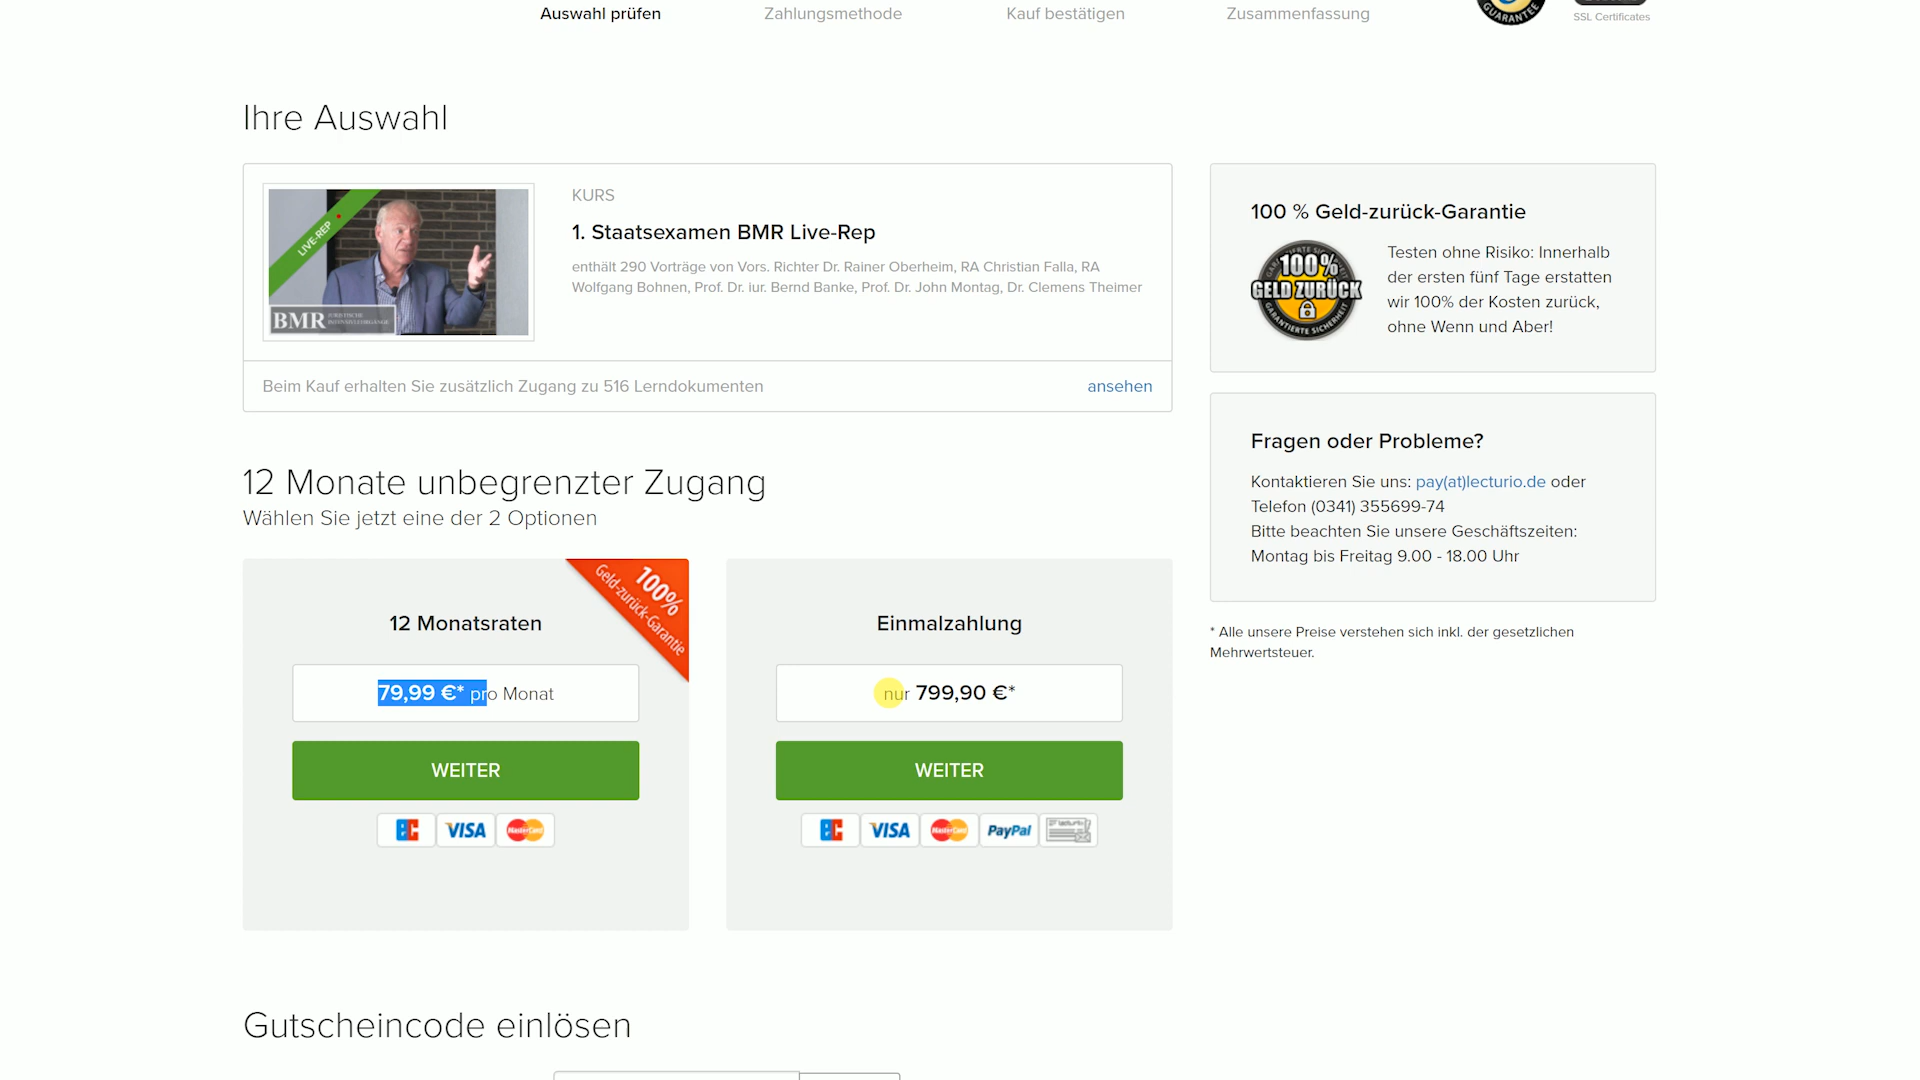 Auswahl prüfen
Zahlungsmethode
Kauf bestätigen
Zusammenfassung
GUARANTEE
SSL Certificates
Ihre Auswahl
LIVE-REP
BMR
KURS
1. Staatsexamen BMR Live-Rep
enthält 290 Vorträge von Vors. Richter Dr. Rainer Oberheim, RA Christian Falla, RA
Wolfgang Bohnen, Prof. Dr. iur. Bernd Banke, Prof. Dr. John Montag, Dr. Clemens Theimer
Beim Kauf erhalten Sie zusätzlich Zugang zu 516 Lerndokumenten
ansehen
100 % Geld-zurück-Garantie
100%
GELD ZURÜCK
GARANTIERTE SICHERHEIT
Testen ohne Risiko: Innerhalb
der ersten fünf Tage erstatten
wir 100% der Kosten zurück,
ohne Wenn und Aber!
Fragen oder Probleme?
Kontaktieren Sie uns: pay(at)lecturio.de oder
Telefon (0341) 355699-74
Bitte beachten Sie unsere Geschäftszeiten:
Montag bis Freitag 9.00 - 18.00 Uhr
* Alle unsere Preise verstehen sich inkl. der gesetzlichen
Mehrwertsteuer.
12 Monate unbegrenzter Zugang
Wählen Sie jetzt eine der 2 Optionen
100%
Geld-zurück-Garantie
12 Monatsraten
79,99 €* pro Monat
WEITER
EC
VISA
MasterCard
Einmalzahlung
nur 799,90 €*
WEITER
EC
VISA
MasterCard
PayPal
Gutscheincode einlösen